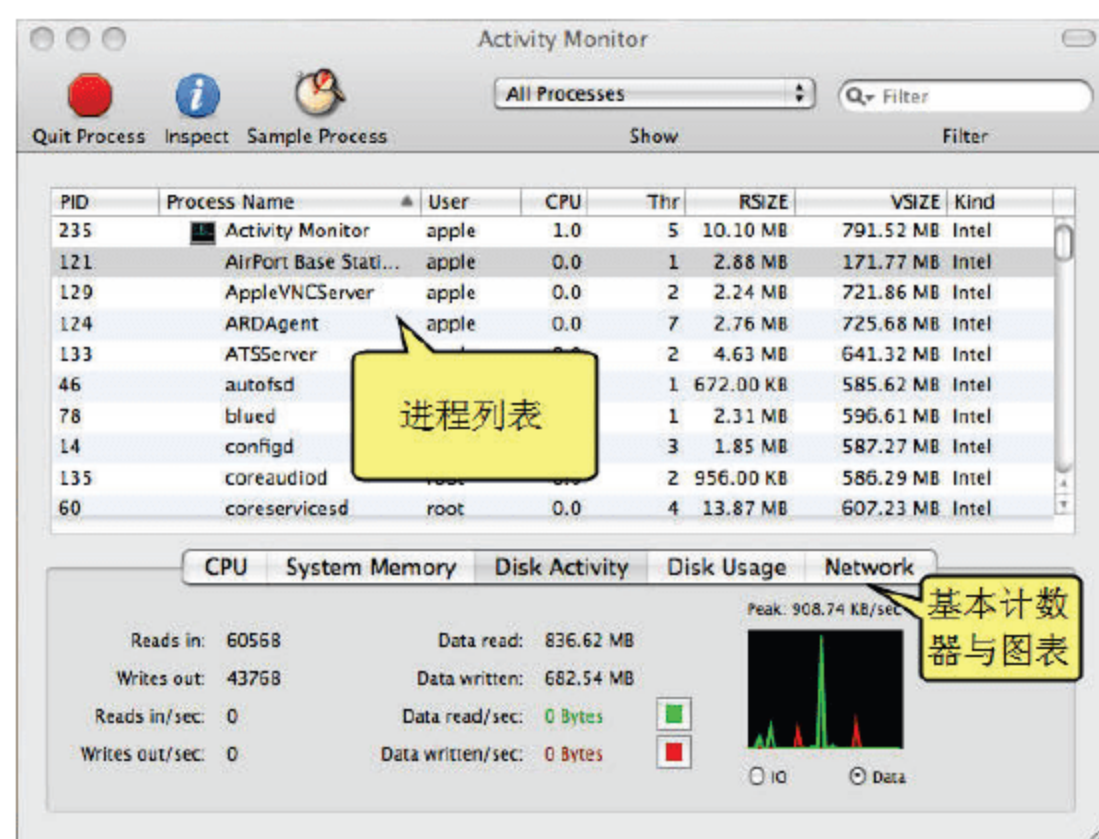 Activity Monitor
All Processes
Filter
Quit Process Inspect Sample Process Show Filter
PID Process Name User CPU Thr RSIZE VSIZE Kind
235 Activity Monitor apple 1.0 5 10.10 MB 791.52 MB Intel
121 AirPort Base Stati... apple 0.0 1 2.88 MB 171.77 MB Intel
129 AppleVNCServer apple 0.0 2 2.24 MB 721.86 MB Intel
124 ARDAgent apple 0.0 7 2.76 MB 725.68 MB Intel
133 ATSServer 2 4.63 MB 641.32 MB Intel
46 autofsd 1 672.00 KB 585.62 MB Intel
78 blued 1 2.31 MB 596.61 MB Intel
14 configd 3 1.85 MB 587.27 MB Intel
135 coreaudiod 2 956.00 KB 586.29 MB Intel
60 coreservicesd root 0.0 4 13.87 MB 607.23 MB Intel
进程列表
CPU System Memory Disk Activity Disk Usage Network
基本计数
器与图表
Peak: 908.74 KB/sec
Reads in: 60568 Data read: 836.62 MB
Writes out: 43768 Data written: 682.54 MB
Reads in/sec: 0 Data read/sec: 0 Bytes
Writes out/sec: 0 Data written/sec: 0 Bytes
IO Data